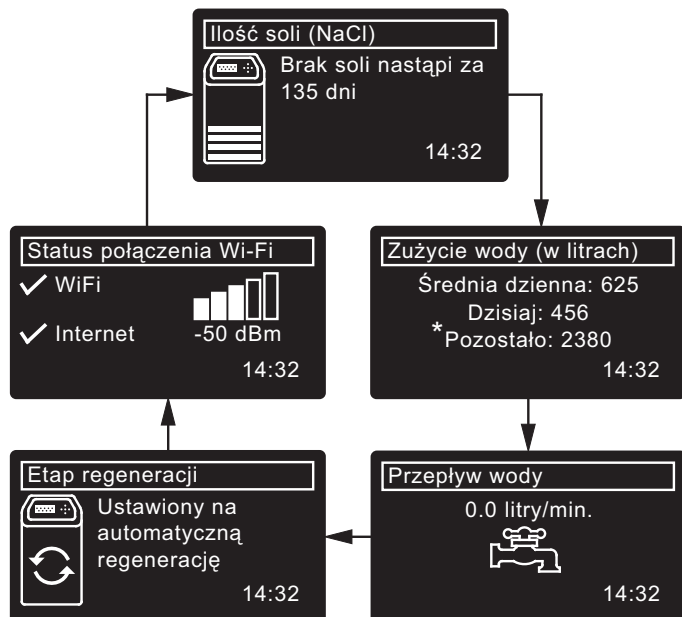 Ilość soli (NaCl)
Brak soli nastąpi za
135 dni
14:32
Status połączenia Wi-Fi
WiFi
Internet
-50 dBm
14:32
Zużycie wody (w litrach)
Średnia dzienna: 625
Dzisiaj: 456
*Pozostało: 2380
14:32
Etap regeneracji
Ustawiony na
automatyczną
regenerację
14:32
Przepływ wody
0.0 litry/min.
14:32